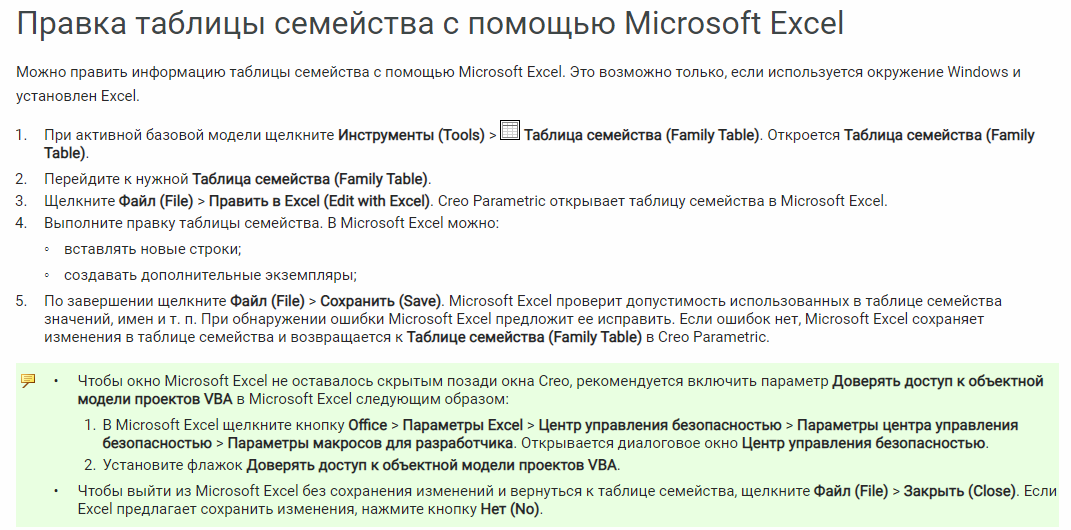 Правка таблицы семейства с помощью Microsoft Excel
Можно править информацию таблицы семейства с помощью Microsoft Excel. Это возможно только, если используется окружение Windows и
установлен Excel.
1. При активной базовой модели щелкните Инструменты (Tools) > Таблица семейства (Family Table). Откроется Таблица семейства (Family
Table).
2. Перейдите к нужной Таблица семейства (Family Table).
3. Щелкните Файл (File) > Править в Excel (Edit with Excel). Creo Parametric открывает таблицу семейства в Microsoft Excel.
4. Выполните правку таблицы семейства. В Microsoft Excel можно:
◦ вставлять новые строки;
◦ создавать дополнительные экземпляры;
5. По завершении щелкните Файл (File) > Сохранить (Save). Microsoft Excel проверит допустимость использованных в таблице семейства
значений, имен и т. п. При обнаружении ошибки Microsoft Excel предложит ее исправить. Если ошибок нет, Microsoft Excel сохраняет
изменения в таблице семейства и возвращается к Таблице семейства (Family Table) в Creo Parametric.
• Чтобы окно Microsoft Excel не оставалось скрытым позади окна Creo, рекомендуется включить параметр Доверять доступ к объектной
модели проектов VBA в Microsoft Excel следующим образом:
1. В Microsoft Excel щелкните кнопку Office > Параметры Excel > Центр управления безопасностью > Параметры центра управления
безопасностью > Параметры макросов для разработчика. Открывается диалоговое окно Центр управления безопасностью.
2. Установите флажок Доверять доступ к объектной модели проектов VBA.
• Чтобы выйти из Microsoft Excel без сохранения изменений и вернуться к таблице семейства, щелкните Файл (File) > Закрыть (Close). Если
Excel предлагает сохранить изменения, нажмите кнопку Нет (No).